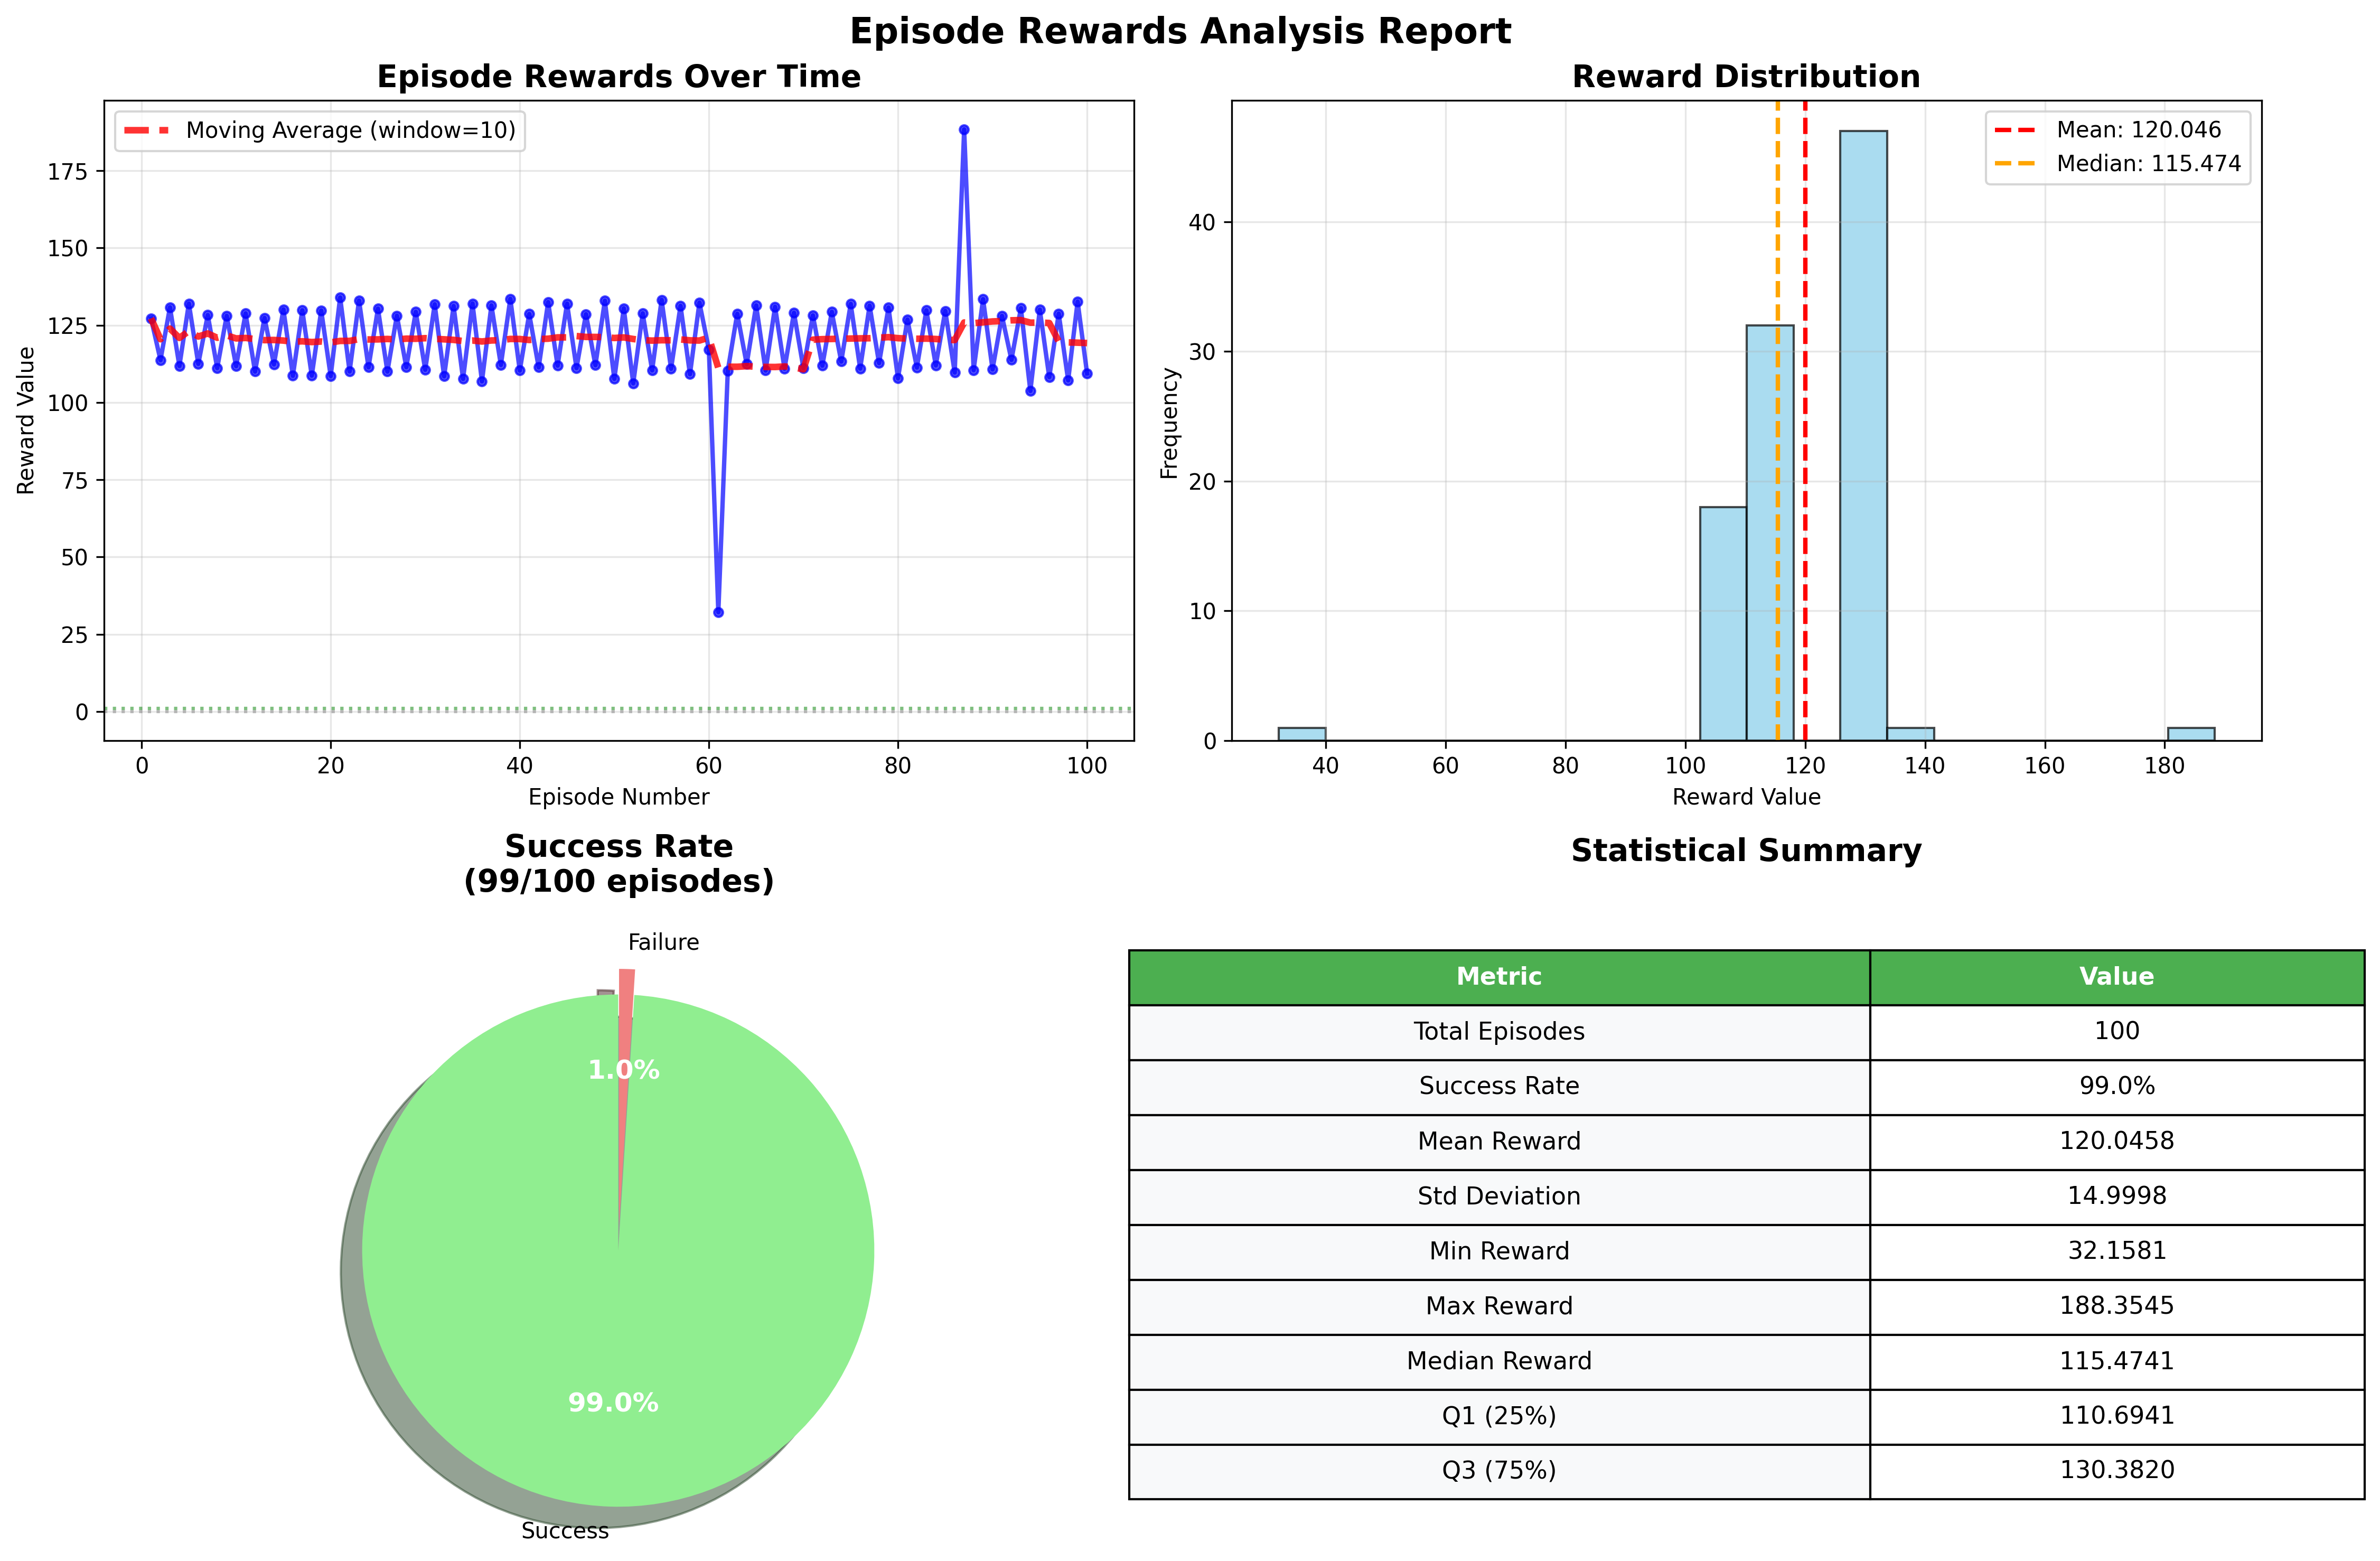 Episode Rewards Analysis Report
Episode Rewards Over Time
Moving Average (window=10)
175
150
125
100
75
50
25
0
Reward Value
0 20 40 60 80 100
Episode Number
Reward Distribution
Mean: 120.046
Median: 115.474
40
30
20
10
0
Frequency
40 60 80 100 120 140 160 180
Reward Value
Success Rate
(99/100 episodes)
Failure
1.0%
99.0%
Success
Statistical Summary
Metric Value
Total Episodes 100
Success Rate 99.0%
Mean Reward 120.0458
Std Deviation 14.9998
Min Reward 32.1581
Max Reward 188.3545
Median Reward 115.4741
Q1 (25%) 110.6941
Q3 (75%) 130.3820